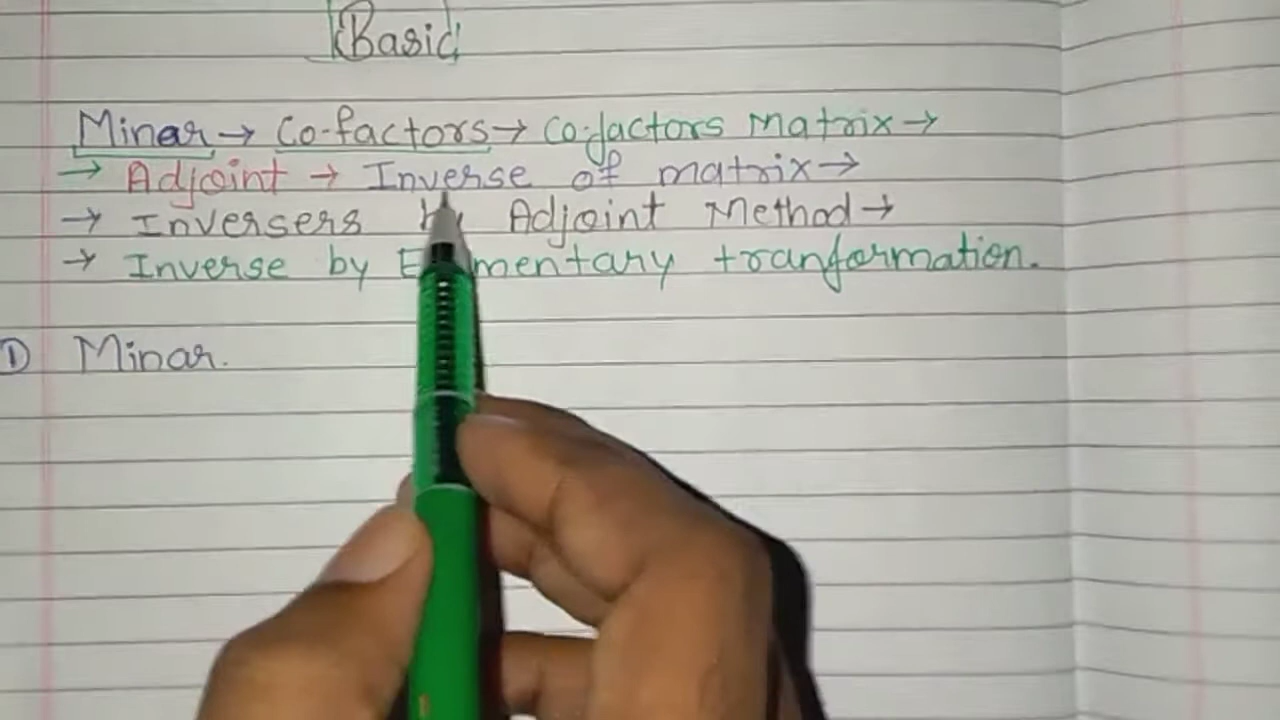 Basic
Minar → Co-factors → Co-factors Matrix →
→ Adjoint → Inverse of matrix →
→ Inversers Adjoint Method →
→ Inverse by tranformation.
① Minar.